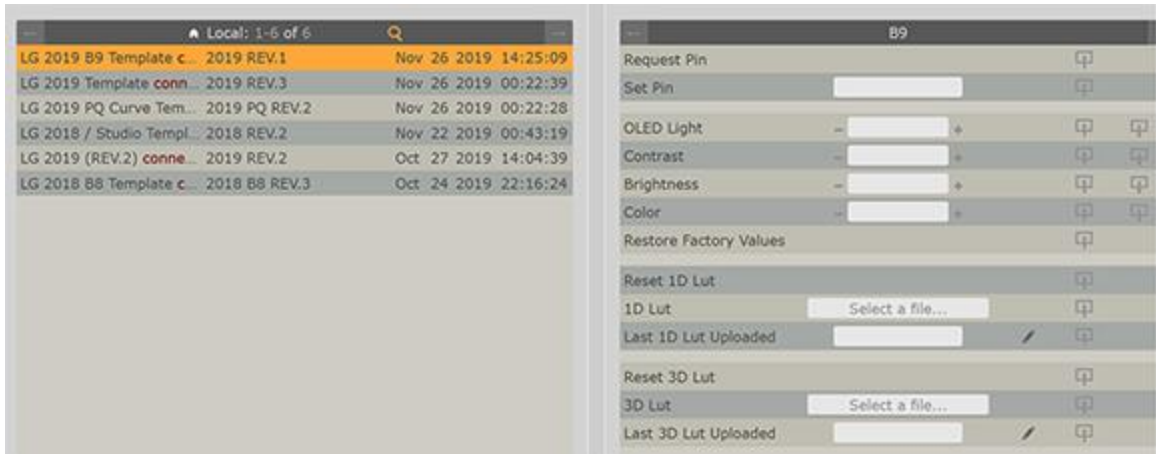 Local: 1-6 of 6
LG 2019 B9 Template c... 2019 REV.1 Nov 26 2019 14:25:09
LG 2019 Template conn... 2019 REV.3 Nov 26 2019 00:22:39
LG 2019 PQ Curve Tem... 2019 PQ REV.2 Nov 26 2019 00:22:28
LG 2018 / Studio Templ... 2018 REV.2 Nov 22 2019 00:43:19
LG 2019 (REV.2) conne... 2019 REV.2 Oct 27 2019 14:04:39
LG 2018 B8 Template c... 2018 B8 REV.3 Oct 24 2019 22:16:24
B9
Request Pin
Set Pin
OLED Light - +
Contrast - +
Brightness - +
Color - +
Restore Factory Values
Reset 1D Lut
1D Lut Select a file...
Last 1D Lut Uploaded
Reset 3D Lut
3D Lut Select a file...
Last 3D Lut Uploaded